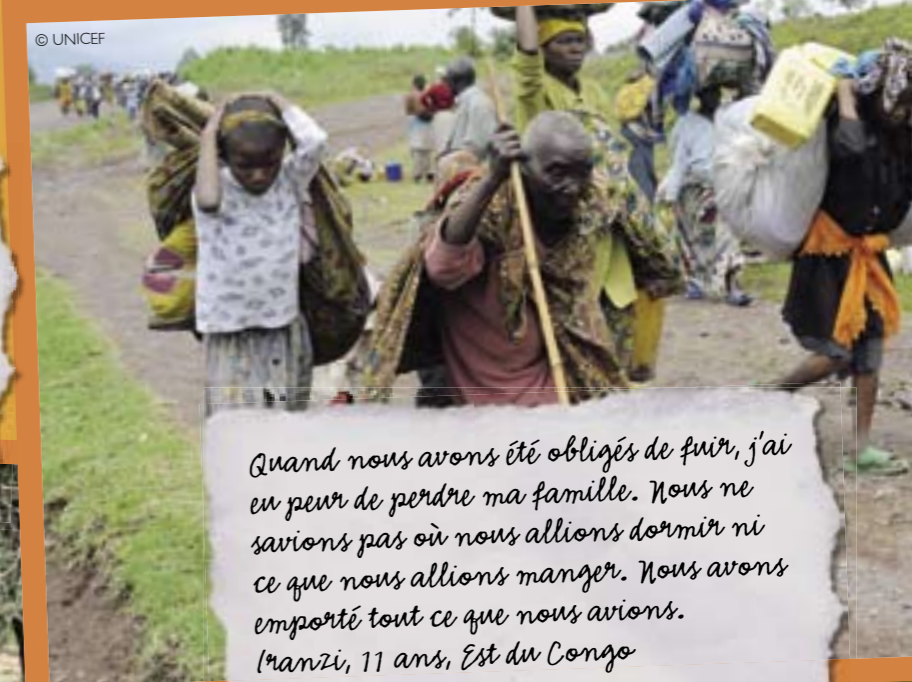 © UNICEF
Quand nous avons été obligés de fuir, j'ai
eu peur de perdre ma famille. Nous ne
savions pas où nous allions dormir ni
ce que nous allions manger. Nous avons
emporté tout ce que nous avions.
Iranzi, 11 ans, Est du Congo